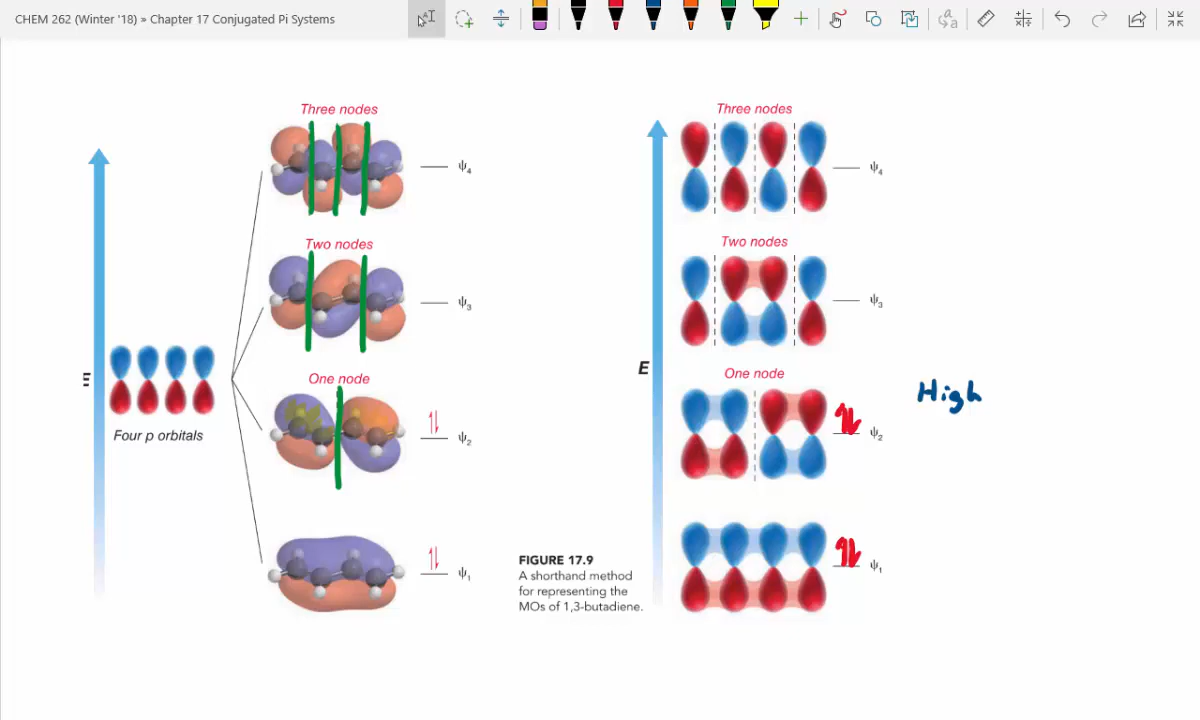 CHEM 262 (Winter '18) » Chapter 17 Conjugated Pi Systems
Three nodes
ψ4
Two nodes
ψ3
One node
ψ2
ψ1
E
Four p orbitals
FIGURE 17.9
A shorthand method
for representing the
MOs of 1,3-butadiene.
Three nodes
ψ4
Two nodes
ψ3
E
One node
ψ2
ψ1
High